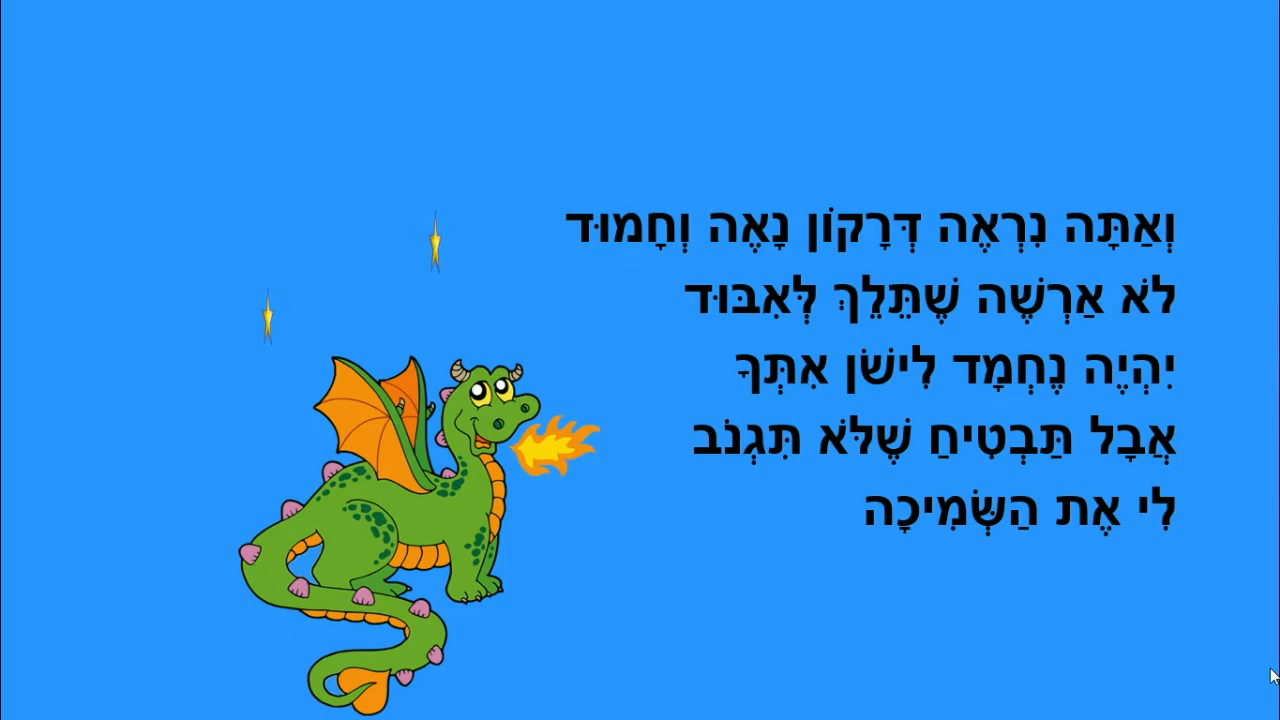 וְאַתָּה נִרְאֶה דְּרָקוֹן נָאֶה וְחָמוּד
לֹא אַרְשֶׁה שֶׁתֵּלֵךְ לְּאִבּוּד
יִהְיֶה נֶחְמָד לִישֹׁן אִתְּךָ
אֲבָל תַּבְטִיחַ שֶׁלֹּא תִּגְנֹב
לִי אֶת הַשְּׂמִיכָה